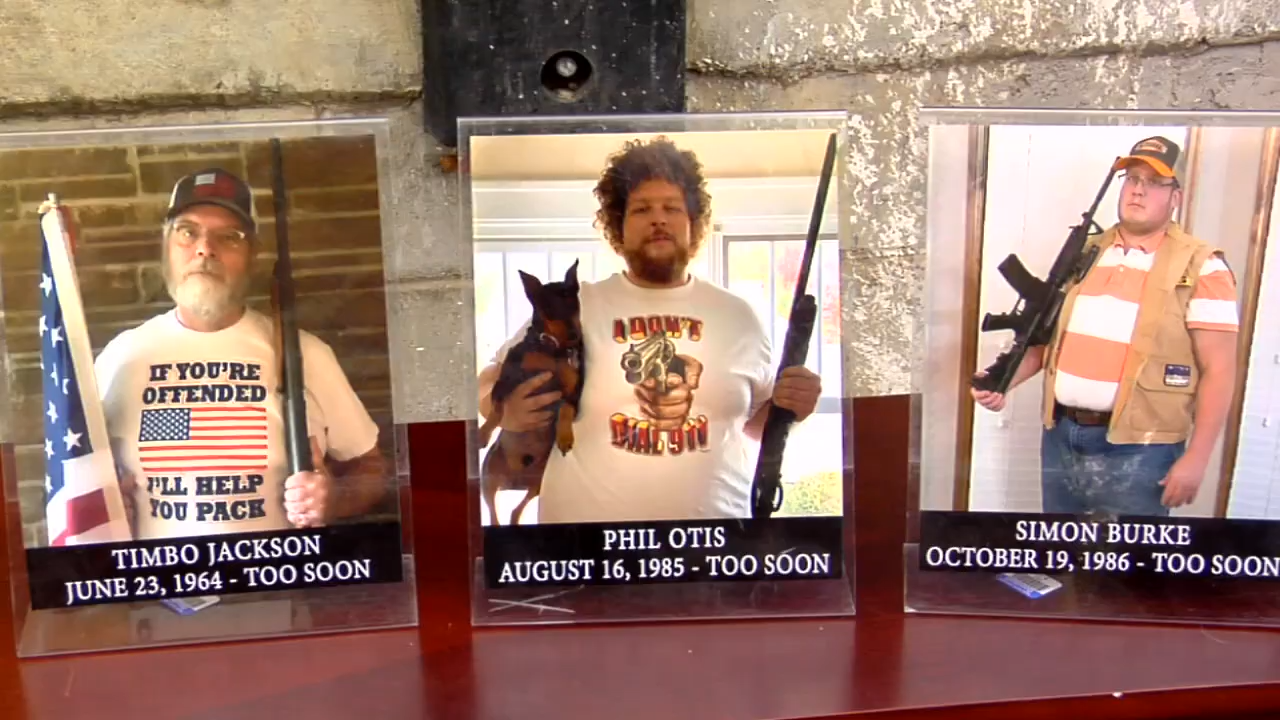 IF YOU'RE
OFFENDED
I'LL HELP
YOU PACK
TIMBO JACKSON
JUNE 23, 1964 - TOO SOON
I DON'T
DIAL 911
PHIL OTIS
AUGUST 16, 1985 - TOO SOON
SIMON BURKE
OCTOBER 19, 1986 - TOO SOON